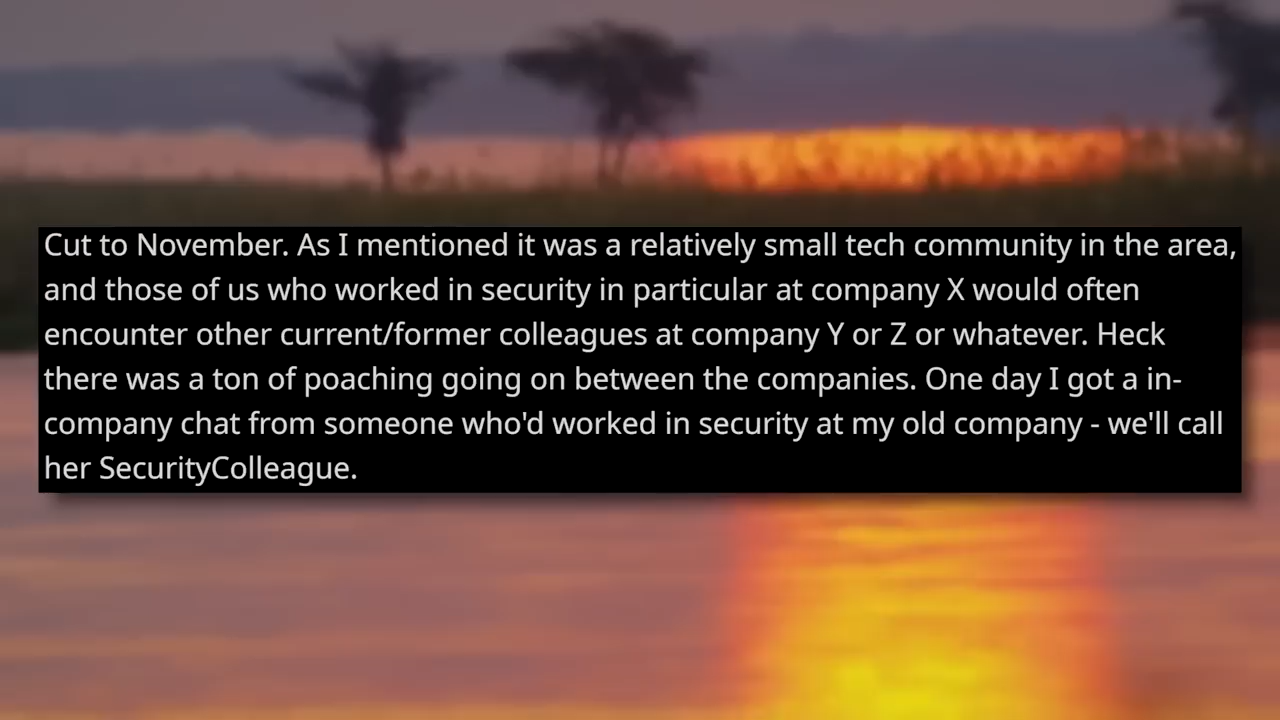 Cut to November. As I mentioned it was a relatively small tech community in the area,
and those of us who worked in security in particular at company X would often
encounter other current/former colleagues at company Y or Z or whatever. Heck
there was a ton of poaching going on between the companies. One day I got a in-
company chat from someone who'd worked in security at my old company - we'll call
her SecurityColleague.